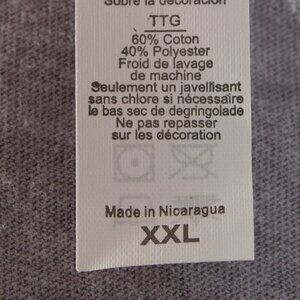 Sobre la decoración
TTG
60% Coton
40% Polyester
Froid de lavage
de machine
Seulement un javellisant
sans chlore si nécessaire
le bas sec de degringolade
Ne pas repasser
sur les décoration
Made in Nicaragua
XXL